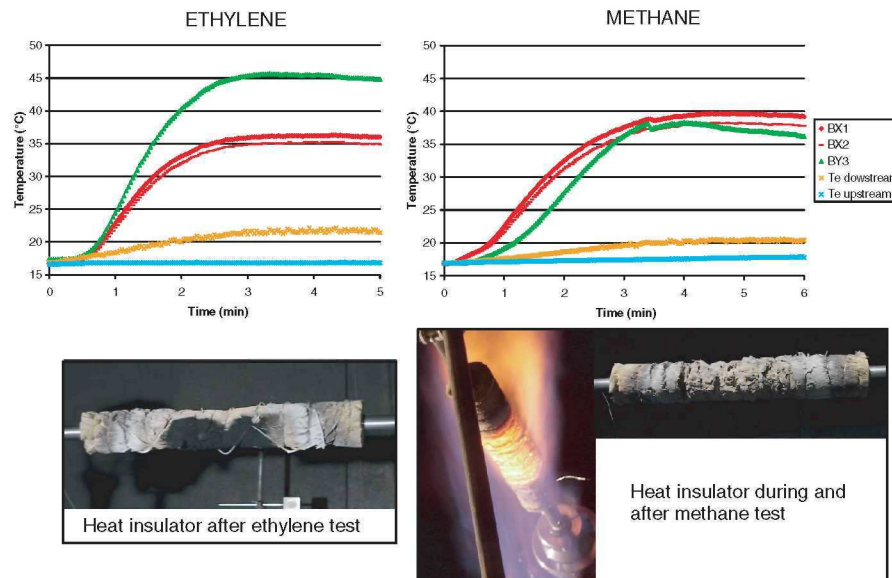 ETHYLENE
50
45
40
35
30
25
20
15
Temperature (°C)
0 1 2 3 4 5
Time (min)
METHANE
50
45
40
35
30
25
20
15
Temperature (°C)
0 1 2 3 4 5 6
Time (min)
BX1
BX2
BY3
Te dowstream
Te upstream
Heat insulator after ethylene test
Heat insulator during and
after methane test